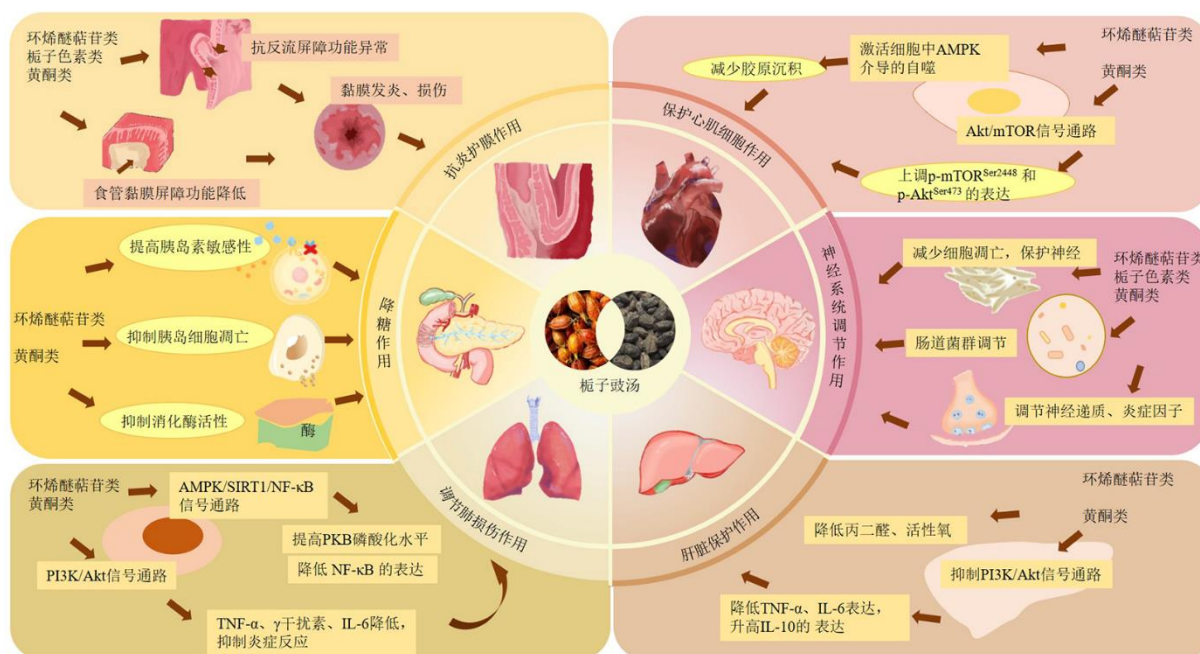 环烯醚萜苷类
栀子色素类
黄酮类
抗反流屏障功能异常
黏膜发炎、损伤
食管黏膜屏障功能降低
抗炎护膜作用
环烯醚萜苷类
黄酮类
激活细胞中AMPK
介导的自噬
减少胶原沉积
Akt/mTOR信号通路
上调p-mTORSer2448 和
p-AktSer473 的表达
保护心肌细胞作用
提高胰岛素敏感性
环烯醚萜苷类
黄酮类
抑制胰岛细胞凋亡
抑制消化酶活性
酶
降糖作用
栀子豉汤
减少细胞凋亡，保护神经
环烯醚萜苷类
栀子色素类
黄酮类
肠道菌群调节
调节神经递质、炎症因子
神经系统调节作用
环烯醚萜苷类
黄酮类
AMPK/SIRT1/NF-κB
信号通路
提高PKB磷酸化水平
降低 NF-κB 的表达
PI3K/Akt信号通路
TNF-α、γ干扰素、IL-6降低，
抑制炎症反应
调节肺损伤作用
环烯醚萜苷类
黄酮类
降低丙二醛、活性氧
抑制PI3K/Akt信号通路
降低TNF-α、IL-6表达，
升高IL-10的 表达
肝脏保护作用